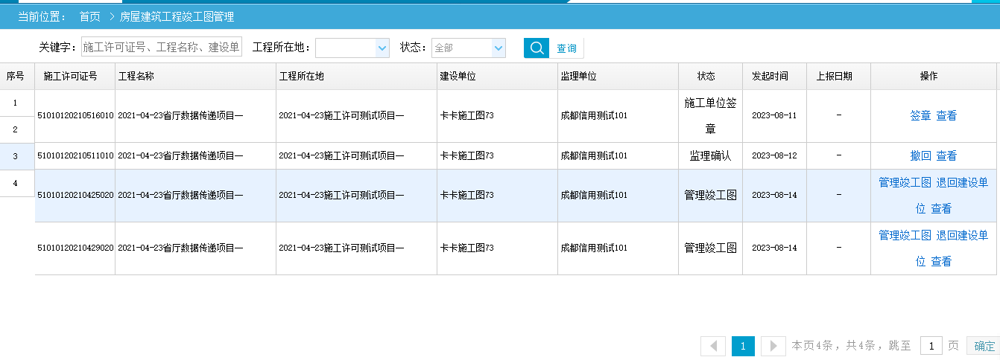 当前位置： 首页 > 房屋建筑工程竣工图管理
关键字： 施工许可证号、工程名称、建设单 工程所在地： 状态： 全部 查询
序号 施工许可证号 工程名称 工程所在地 建设单位 监理单位 状态 发起时间 上报日期 操作
1 51010120210516010 2021-04-23省厅数据传递项目一 2021-04-23施工许可测试项目一 卡卡施工图73 成都信用测试101 施工单位签 2023-08-11 - 签章 查看
章
2 51010120210511010 2021-04-23省厅数据传递项目一 2021-04-23施工许可测试项目一 卡卡施工图73 成都信用测试101 监理确认 2023-08-12 - 撤回 查看
3 51010120210425020 2021-04-23省厅数据传递项目一 2021-04-23施工许可测试项目一 卡卡施工图73 成都信用测试101 管理竣工图 2023-08-14 - 管理竣工图 退回建设单
位 查看
4 51010120210429020 2021-04-23省厅数据传递项目一 2021-04-23施工许可测试项目一 卡卡施工图73 成都信用测试101 管理竣工图 2023-08-14 - 管理竣工图 退回建设单
位 查看
1 本页4条，共4条，跳至 1 页 确定